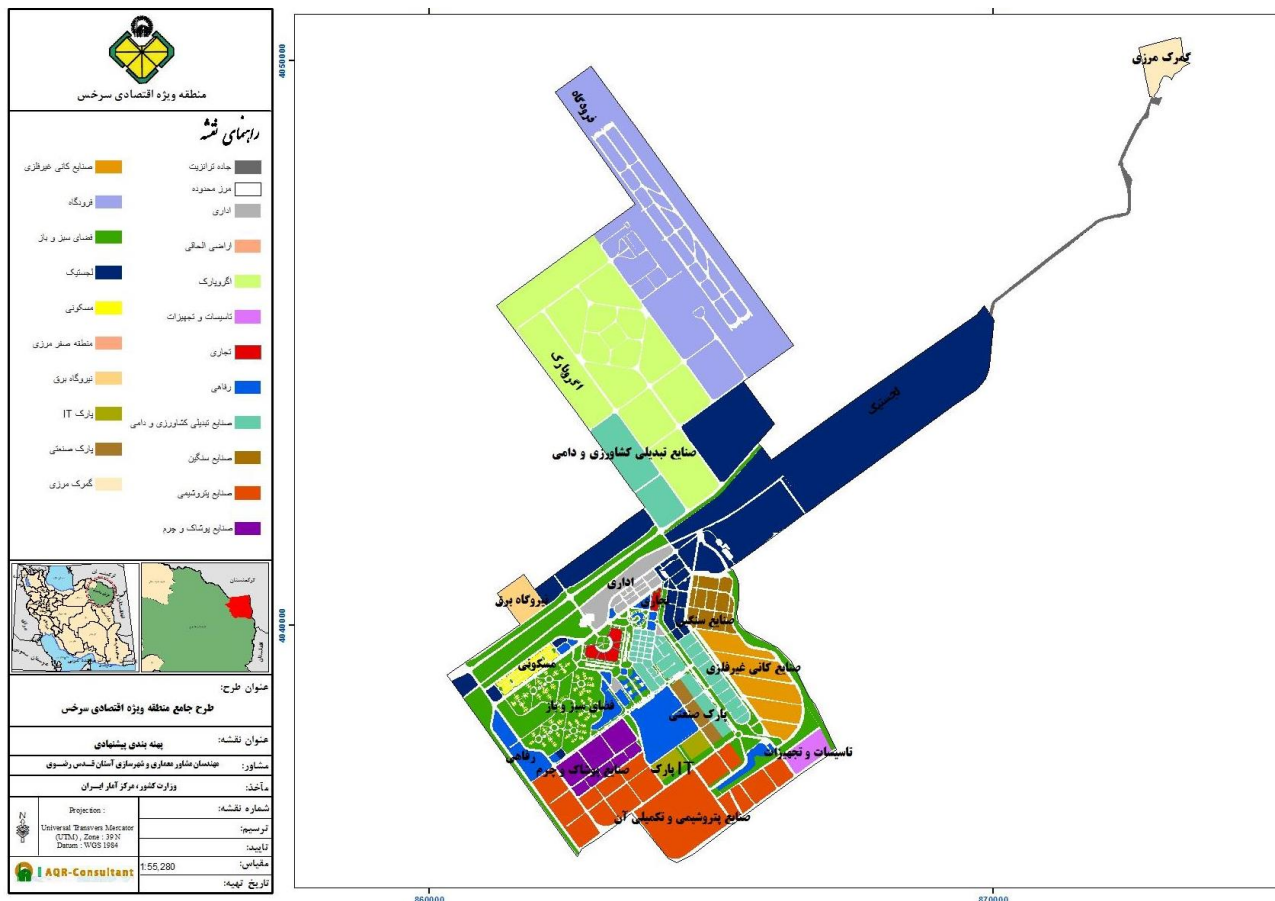 منطقه ویژه اقتصادی سرخس
راهنمای نقشه
جاده ترانزیت
مرز محدوده
اداری
اراضی الحاقی
اگروپارک
تاسیسات و تجهیزات
تجاری
رفاهی
صنایع تبدیلی کشاورزی و دامی
صنایع سنگین
صنایع پتروشیمی
صنایع پوشاک و چرم
صنایع کانی غیرفلزی
فرودگاه
فضای سبز و باز
لجستیک
مسکونی
منطقه صفر مرزی
نیروگاه برق
پارک IT
پارک صنعتی
گمرک مرزی
ترکمنستان
ترکمنستان
افغانستان
عنوان طرح:
طرح جامع منطقه ویژه اقتصادی سرخس
عنوان نقشه:
پهنه بندی پیشنهادی
مشاور: مهندسان مشاور معماری و شهرسازی آستان قدس رضوی
مآخذ: وزارت کشور، مرکز آمار ایران
شماره نقشه:
ترسیم:
تایید:
مقیاس: 1:55,280
تاریخ تهیه:
N
Projection :
Universal Transvers Mercator
(UTM) , Zone : 39 N
Datum : WGS 1984
AQR-Consultant
4050000
4040000
860000
870000
گمرک مرزی
فرودگاه
اگروپارک
لجستیک
صنایع تبدیلی کشاورزی و دامی
اداری
نیروگاه برق
تجاری
صنایع سنگین
مسکونی
صنایع کانی غیرفلزی
فضای سبز و باز
پارک صنعتی
رفاهی
تاسیسات و تجهیزات
صنایع پوشاک و چرم
پارک IT
صنایع پتروشیمی و تکمیلی آن